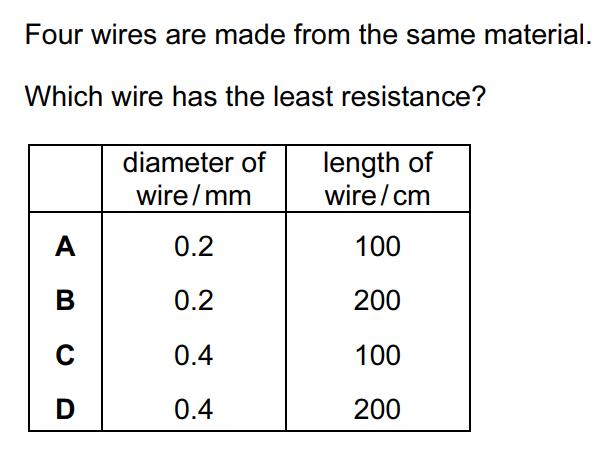 Four wires are made from the same material.
Which wire has the least resistance?
diameter of wire / mm length of wire / cm
A 0.2 100
B 0.2 200
C 0.4 100
D 0.4 200